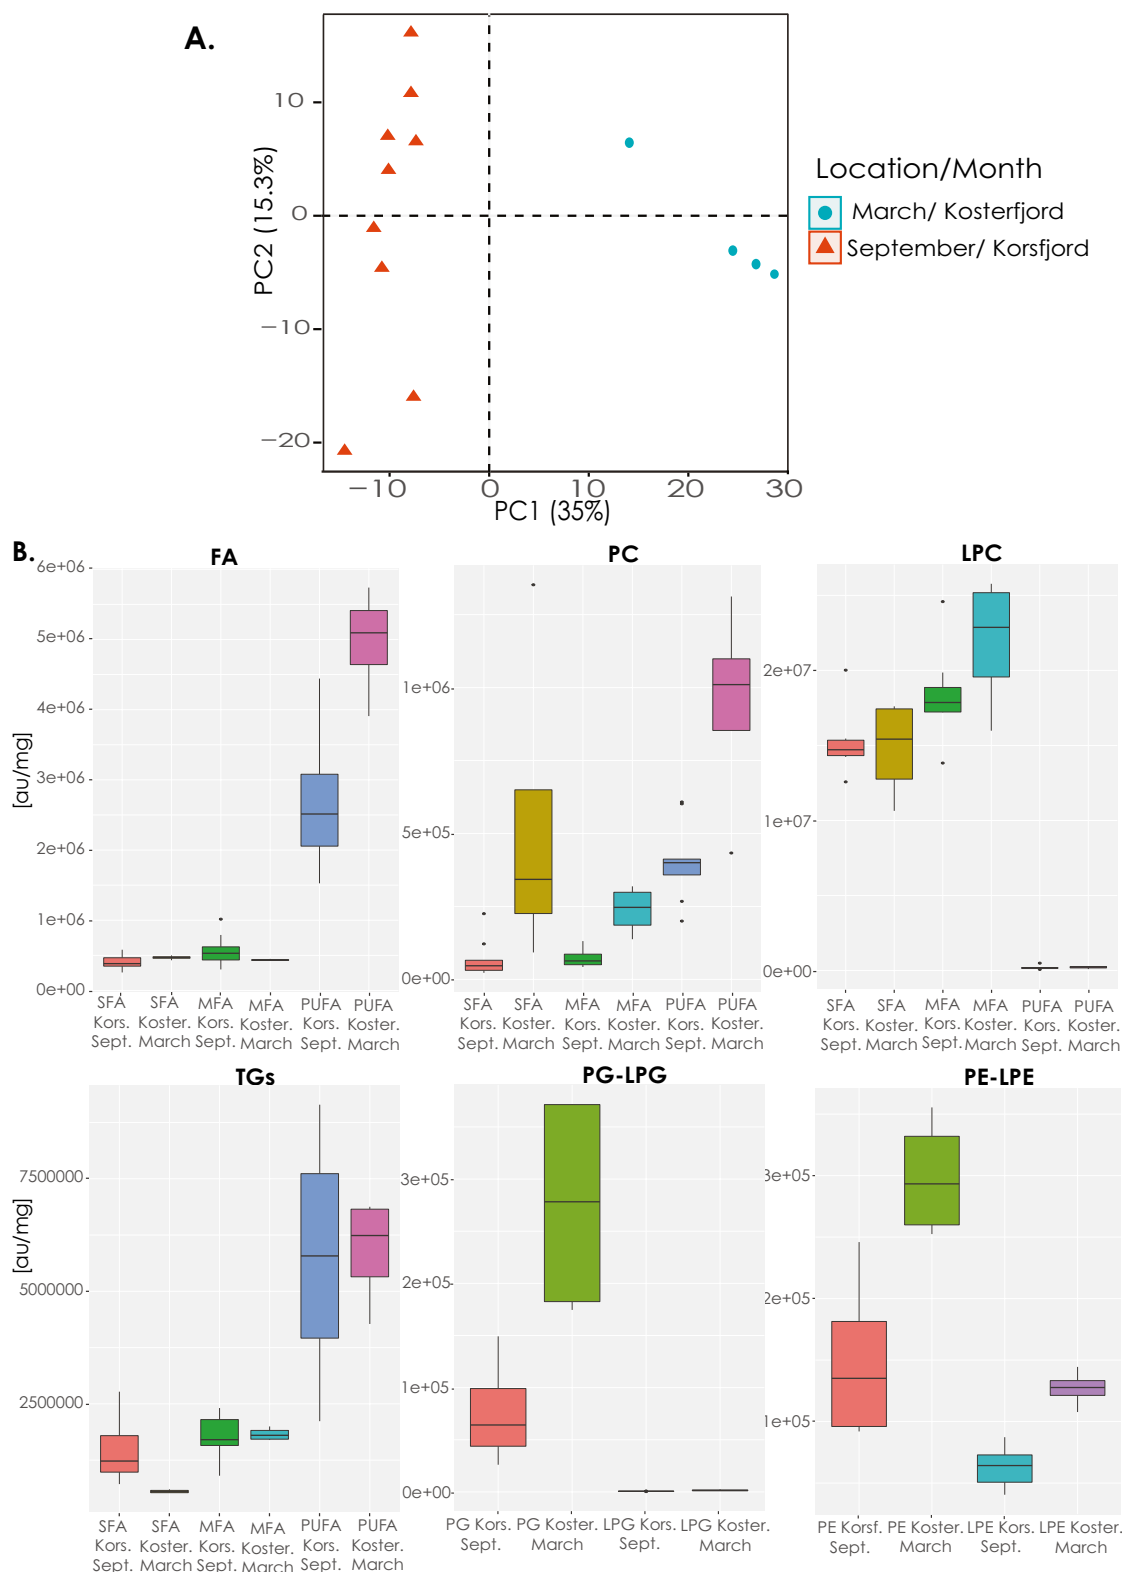 A.
PC2 (15.3%)
10
0
−10
−20
−10
0
10
20
30
PC1 (35%)
Location/Month
March/ Kosterfjord
September/ Korsfjord
B.
FA
[au/mg]
6e+06
5e+06
4e+06
3e+06
2e+06
1e+06
0e+00
SFA Kors. Sept.
SFA Koster. March
MFA Kors. Sept.
MFA Koster. March
PUFA Kors. Sept.
PUFA Koster. March
PC
1e+06
5e+05
0e+00
SFA Kors. Sept.
SFA Koster. March
MFA Kors. Sept.
MFA Koster. March
PUFA Kors. Sept.
PUFA Koster. March
LPC
2e+07
1e+07
0e+00
SFA Kors. Sept.
SFA Koster. March
MFA Kors. Sept.
MFA Koster. March
PUFA Kors. Sept.
PUFA Koster. March
TGs
[au/mg]
7500000
5000000
2500000
SFA Kors. Sept.
SFA Koster. March
MFA Kors. Sept.
MFA Koster. March
PUFA Kors. Sept.
PUFA Koster. March
PG-LPG
3e+05
2e+05
1e+05
0e+00
PG Kors. Sept.
PG Koster. March
LPG Kors. Sept.
LPG Koster. March
PE-LPE
3e+05
2e+05
1e+05
PE Korsf. Sept.
PE Koster. March
LPE Kors. Sept.
LPE Koster. March